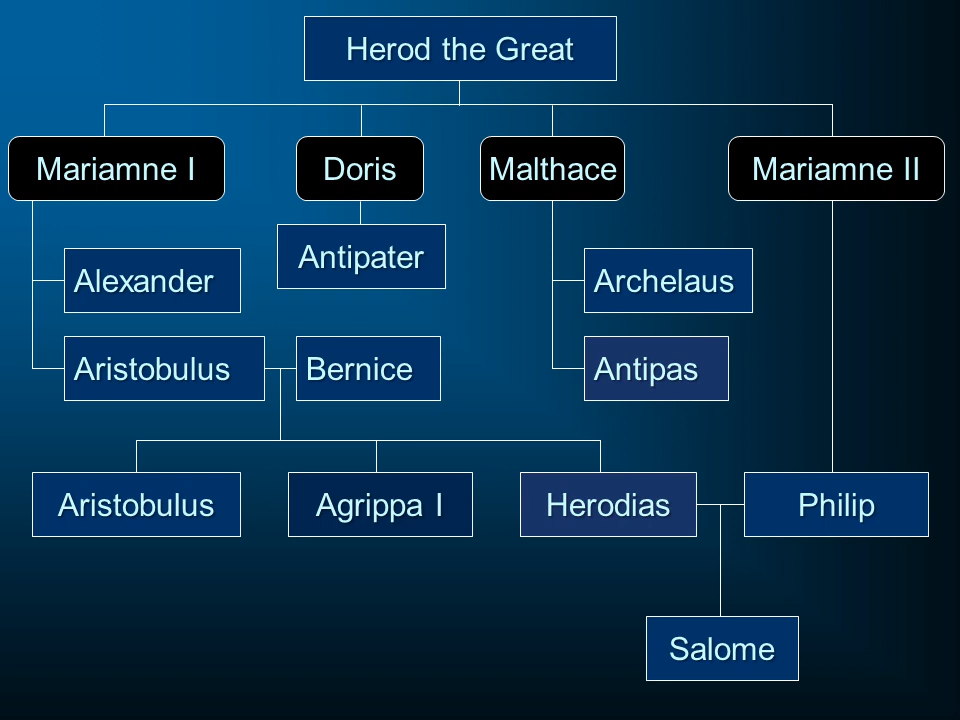 Herod the Great
Mariamne I
Doris
Malthace
Mariamne II
Antipater
Alexander
Archelaus
Aristobulus
Bernice
Antipas
Aristobulus
Agrippa I
Herodias
Philip
Salome